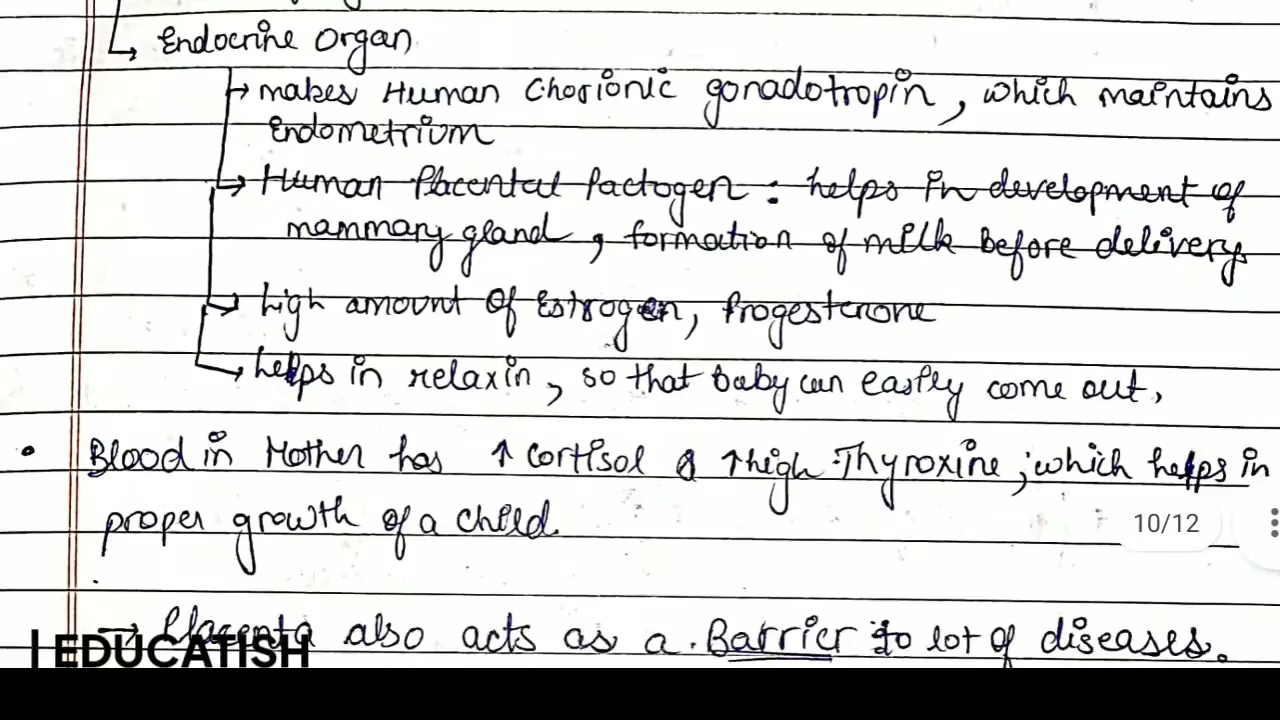 Endocrine Organ
makes Human Chorionic gonadotropin, which maintains
Endometrium
Human Placental Lactogen : helps in development of
mammary gland, formation of milk before delivery.
high amount of Estrogen, Progesterone
helps in relaxin, so that baby can easily come out.
Blood in Mother has ↑ cortisol & ↑ high Thyroxine, which helps in
proper growth of a child.
10/12
→ Placenta also acts as a Barrier to lot of diseases.
|EDUCATISH